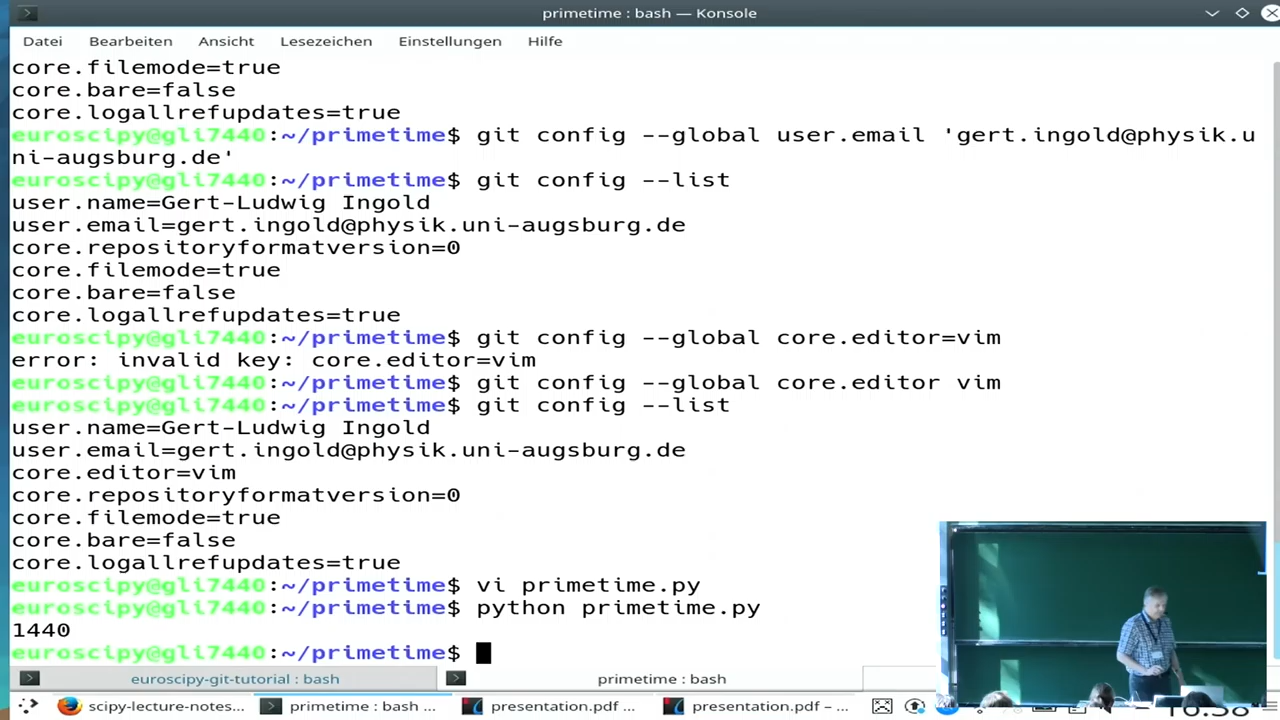 primetime : bash — Konsole
Datei Bearbeiten Ansicht Lesezeichen Einstellungen Hilfe
core.filemode=true
core.bare=false
core.logallrefupdates=true
euroscipy@gli7440:~/primetime$ git config --global user.email 'gert.ingold@physik.u
ni-augsburg.de'
euroscipy@gli7440:~/primetime$ git config --list
user.name=Gert-Ludwig Ingold
user.email=gert.ingold@physik.uni-augsburg.de
core.repositoryformatversion=0
core.filemode=true
core.bare=false
core.logallrefupdates=true
euroscipy@gli7440:~/primetime$ git config --global core.editor=vim
error: invalid key: core.editor=vim
euroscipy@gli7440:~/primetime$ git config --global core.editor vim
euroscipy@gli7440:~/primetime$ git config --list
user.name=Gert-Ludwig Ingold
user.email=gert.ingold@physik.uni-augsburg.de
core.editor=vim
core.repositoryformatversion=0
core.filemode=true
core.bare=false
core.logallrefupdates=true
euroscipy@gli7440:~/primetime$ vi primetime.py
euroscipy@gli7440:~/primetime$ python primetime.py
1440
euroscipy@gli7440:~/primetime$
euroscipy-git-tutorial : bash primetime : bash
scipy-lecture-notes... primetime : bash ... presentation.pdf ... presentation.pdf – ...